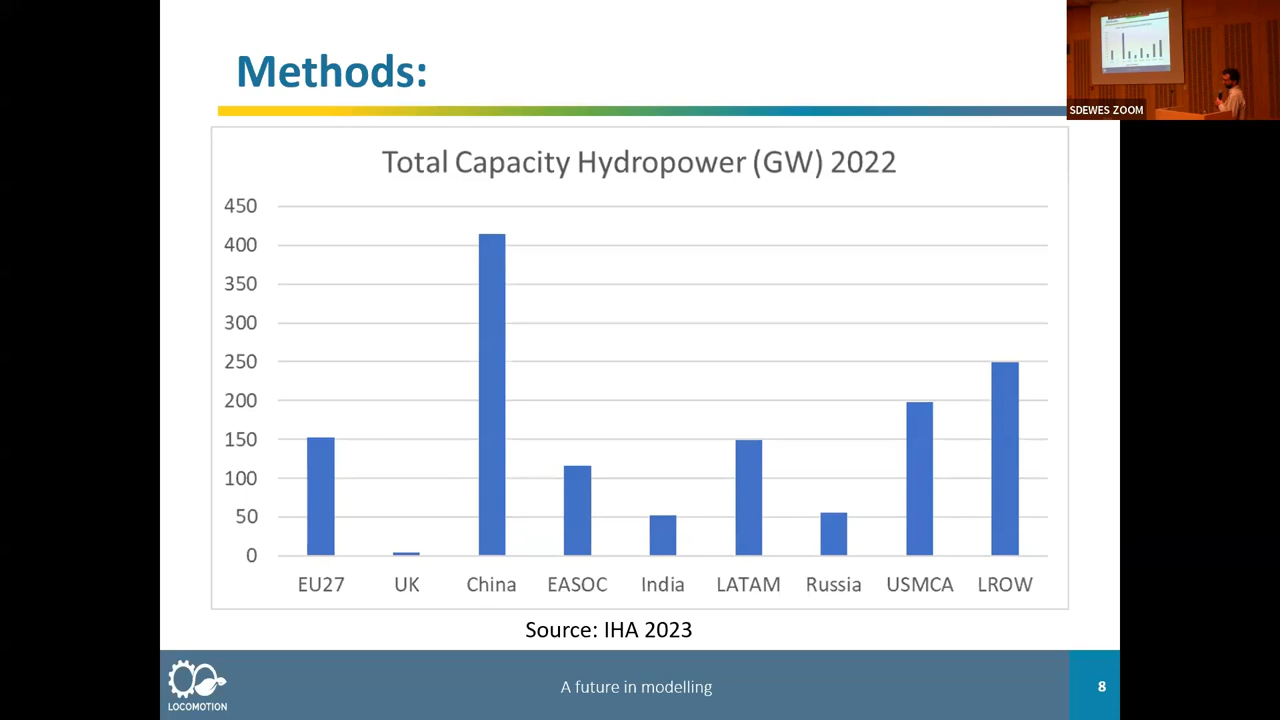 Methods:
SDEWES ZOOM
Total Capacity Hydropower (GW) 2022
450
400
350
300
250
200
150
100
50
0
EU27 UK China EASOC India LATAM Russia USMCA LROW
Source: IHA 2023
LOCOMOTION
A future in modelling
8